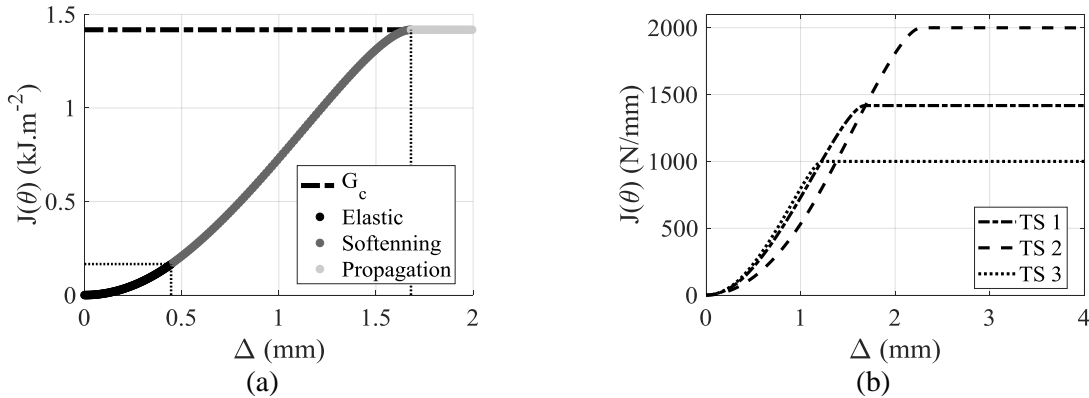 1.5
1
0.5
0
J(θ) (kJ.m-2)
G_c
Elastic
Softenning
Propagation
0 0.5 1 1.5 2
Δ (mm)
(a)
2000
1500
1000
500
0
J(θ) (N/mm)
TS 1
TS 2
TS 3
0 1 2 3 4
Δ (mm)
(b)